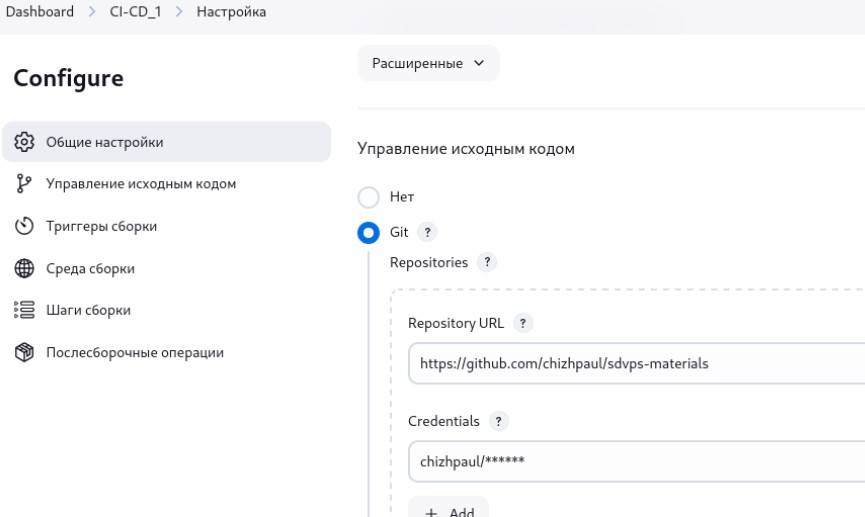 Dashboard > CI-CD_1 > Настройка
Configure
Общие настройки
Управление исходным кодом
Триггеры сборки
Среда сборки
Шаги сборки
Послесборочные операции
Расширенные
Управление исходным кодом
Нет
Git ?
Repositories ?
Repository URL ?
https://github.com/chizhpaul/sdvps-materials
Credentials ?
chizhpaul/******
+ Add